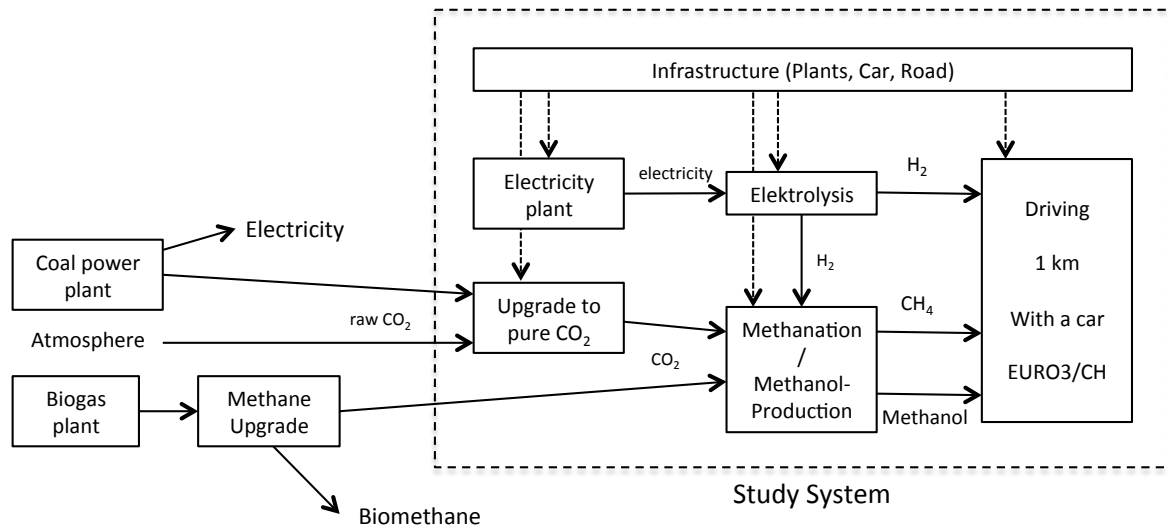 Infrastructure (Plants, Car, Road)
Electricity
plant
electricity
Elektrolysis
H₂
Driving
1 km
With a car
EURO3/CH
Electricity
Coal power
plant
H₂
Upgrade to
pure CO₂
raw CO₂
Atmosphere
Methanation
/
Methanol-
Production
CH₄
CO₂
Methanol
Biogas
plant
Methane
Upgrade
Study System
Biomethane